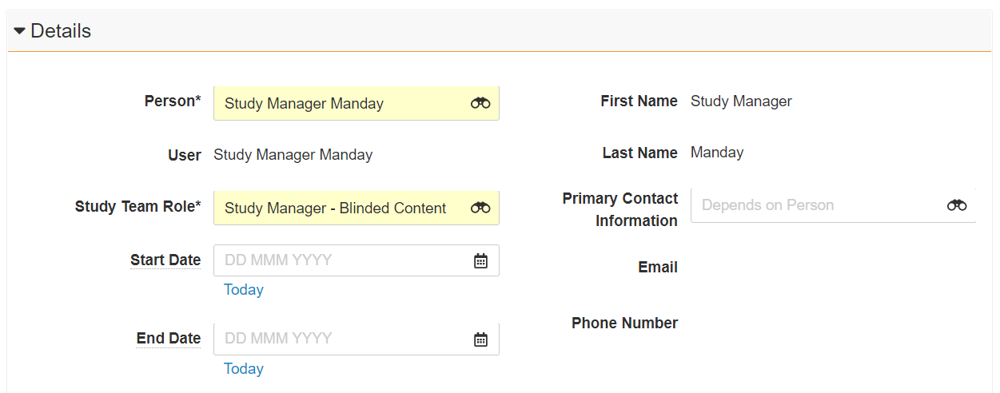 Details
Person*
Study Manager Manday
User
Study Manager Manday
Study Team Role*
Study Manager - Blinded Content
Start Date
DD MMM YYYY
Today
End Date
DD MMM YYYY
Today
First Name
Study Manager
Last Name
Manday
Primary Contact
Information
Depends on Person
Email
Phone Number